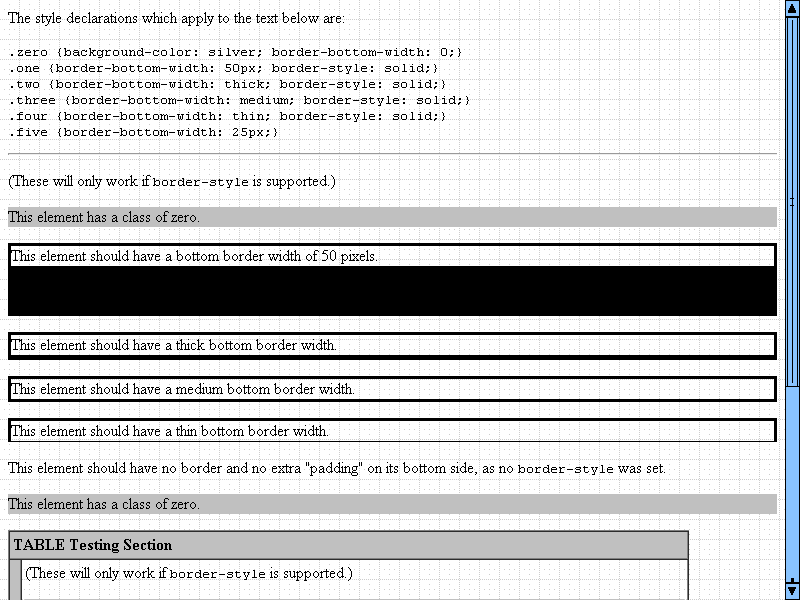 The style declarations which apply to the text below are:
.zero {background-color: silver; border-bottom-width: 0;}
.one {border-bottom-width: 50px; border-style: solid;}
.two {border-bottom-width: thick; border-style: solid;}
.three {border-bottom-width: medium; border-style: solid;}
.four {border-bottom-width: thin; border-style: solid;}
.five {border-bottom-width: 25px;}
(These will only work if border-style is supported.)
This element has a class of zero.
This element should have a bottom border width of 50 pixels.
This element should have a thick bottom border width.
This element should have a medium bottom border width.
This element should have a thin bottom border width.
This element should have no border and no extra "padding" on its bottom side, as no border-style was set.
This element has a class of zero.
TABLE Testing Section
(These will only work if border-style is supported.)